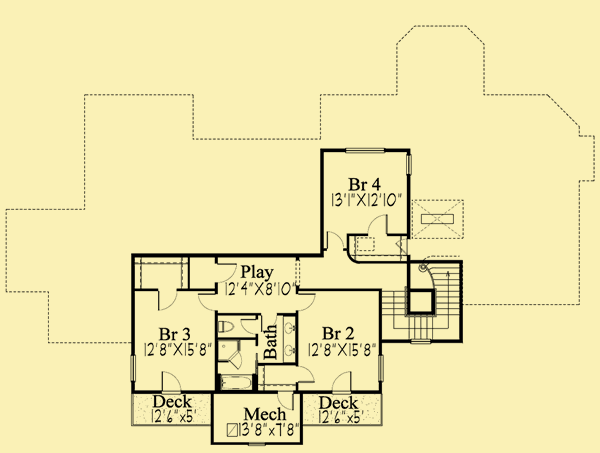 Br 4
13'1"X12'10"
Play
12'4"X8'10"
Br 3
12'8"X15'8"
Bath
Br 2
12'8"X15'8"
Deck
12'6"x5'
Mech
13'8"x7'8"
Deck
12'6"x5'